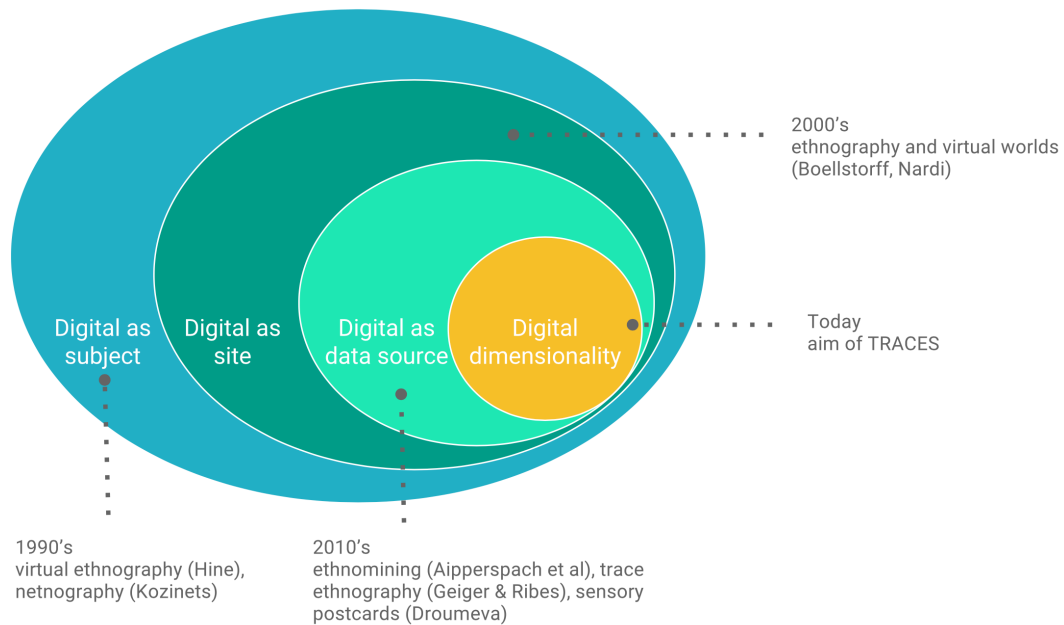 2000's
ethnography and virtual worlds
(Boellstorff, Nardi)
Digital as
subject
Digital as
site
Digital as
data source
Digital
dimensionality
Today
aim of TRACES
1990's
virtual ethnography (Hine),
netnography (Kozinets)
2010's
ethnomining (Aipperspach et al), trace
ethnography (Geiger & Ribes), sensory
postcards (Droumeva)